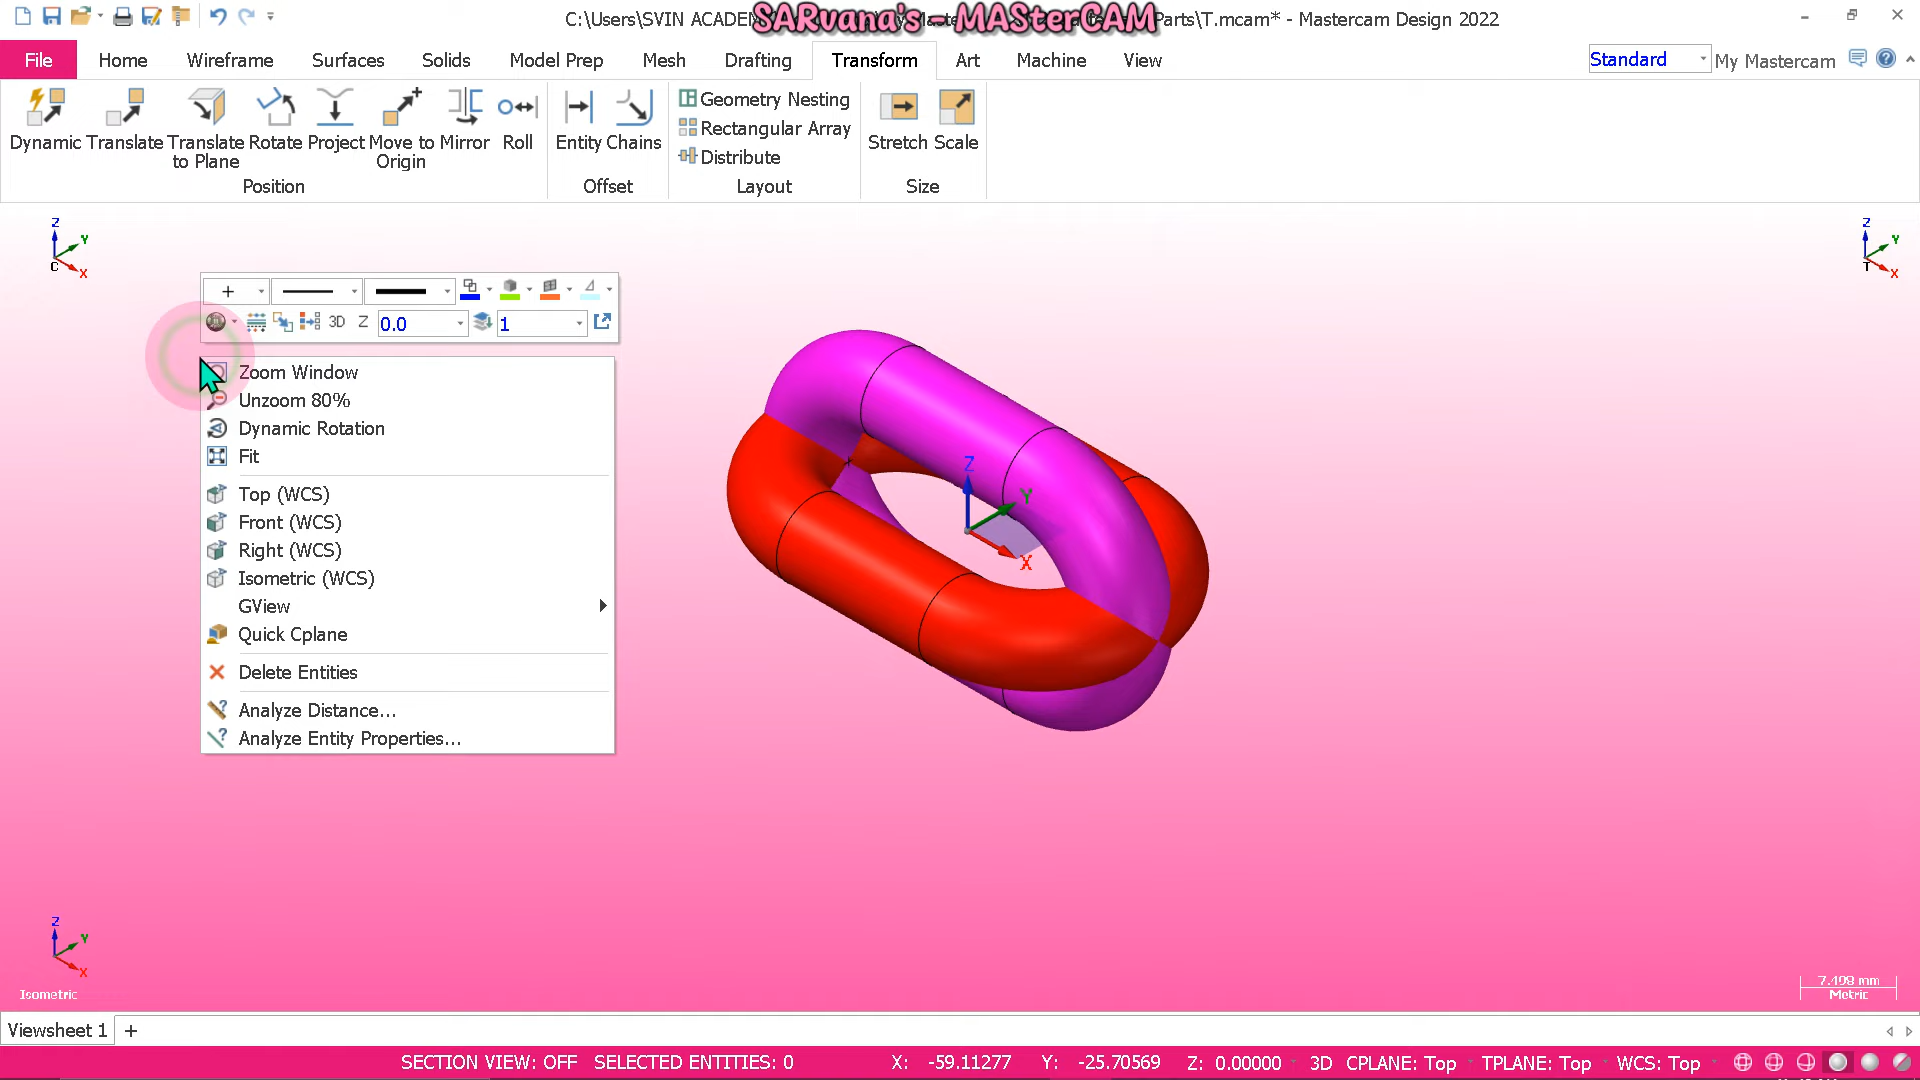 C:\Users\SVIN ACADEM
SARvana's - MAStercAM
Parts\T.mcam* - Mastercam Design 2022
File Home Wireframe Surfaces Solids Model Prep Mesh Drafting Transform Art Machine View
Standard My Mastercam
Dynamic Translate Translate to Plane Rotate Project Move to Origin Mirror Roll
Position
Entity Chains
Offset
Geometry Nesting
Rectangular Array
Distribute
Layout
Stretch Scale
Size
Z
Y
X
C
Z
Y
X
T
3D Z 0.0 1
Zoom Window
Unzoom 80%
Dynamic Rotation
Fit
Top (WCS)
Front (WCS)
Right (WCS)
Isometric (WCS)
GView
Quick Cplane
Delete Entities
Analyze Distance...
Analyze Entity Properties...
Z
Y
X
Z
Y
X
Isometric
7.498 mm
Metric
Viewsheet 1 +
SECTION VIEW: OFF SELECTED ENTITIES: 0 X: -59.11277 Y: -25.70569 Z: 0.00000 3D CPLANE: Top TPLANE: Top WCS: Top